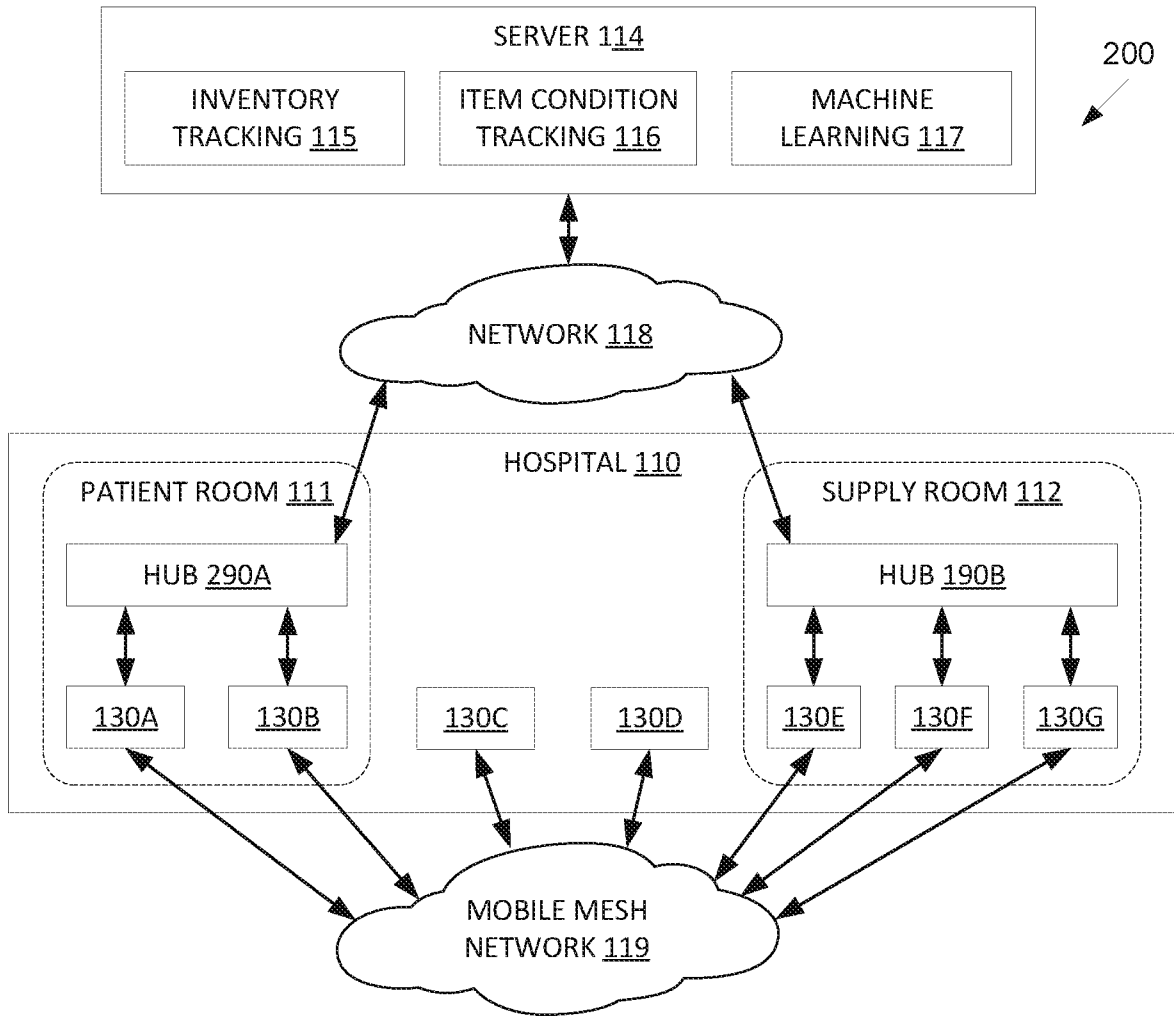 SERVER 114
200
INVENTORY
TRACKING 115
ITEM CONDITION
TRACKING 116
MACHINE
LEARNING 117
NETWORK 118
HOSPITAL 110
PATIENT ROOM 111
SUPPLY ROOM 112
HUB 290A
HUB 190B
130A
130B
130C
130D
130E
130F
130G
MOBILE MESH
NETWORK 119